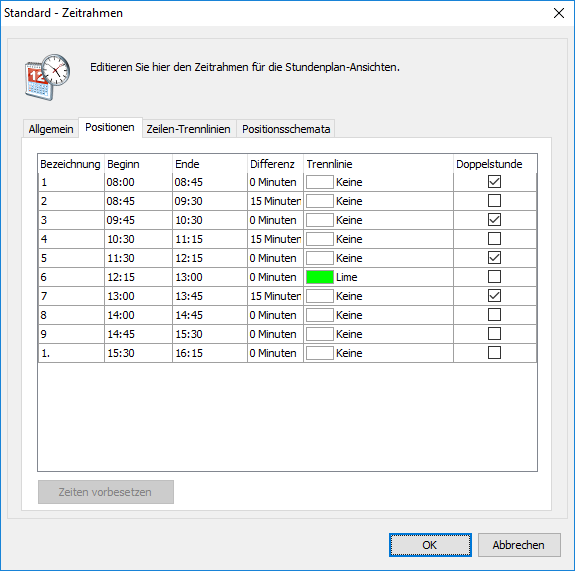 Standard - Zeitrahmen
Editieren Sie hier den Zeitrahmen für die Stundenplan-Ansichten.
Allgemein Positionen Zeilen-Trennlinien Positionsschemata
Bezeichnung Beginn Ende Differenz Trennlinie Doppelstunde
1 08:00 08:45 0 Minuten Keine
2 08:45 09:30 15 Minuten Keine
3 09:45 10:30 0 Minuten Keine
4 10:30 11:15 15 Minuten Keine
5 11:30 12:15 0 Minuten Keine
6 12:15 13:00 0 Minuten Lime
7 13:00 13:45 15 Minuten Keine
8 14:00 14:45 0 Minuten Keine
9 14:45 15:30 0 Minuten Keine
1. 15:30 16:15 0 Minuten Keine
Zeiten vorbesetzen
OK Abbrechen